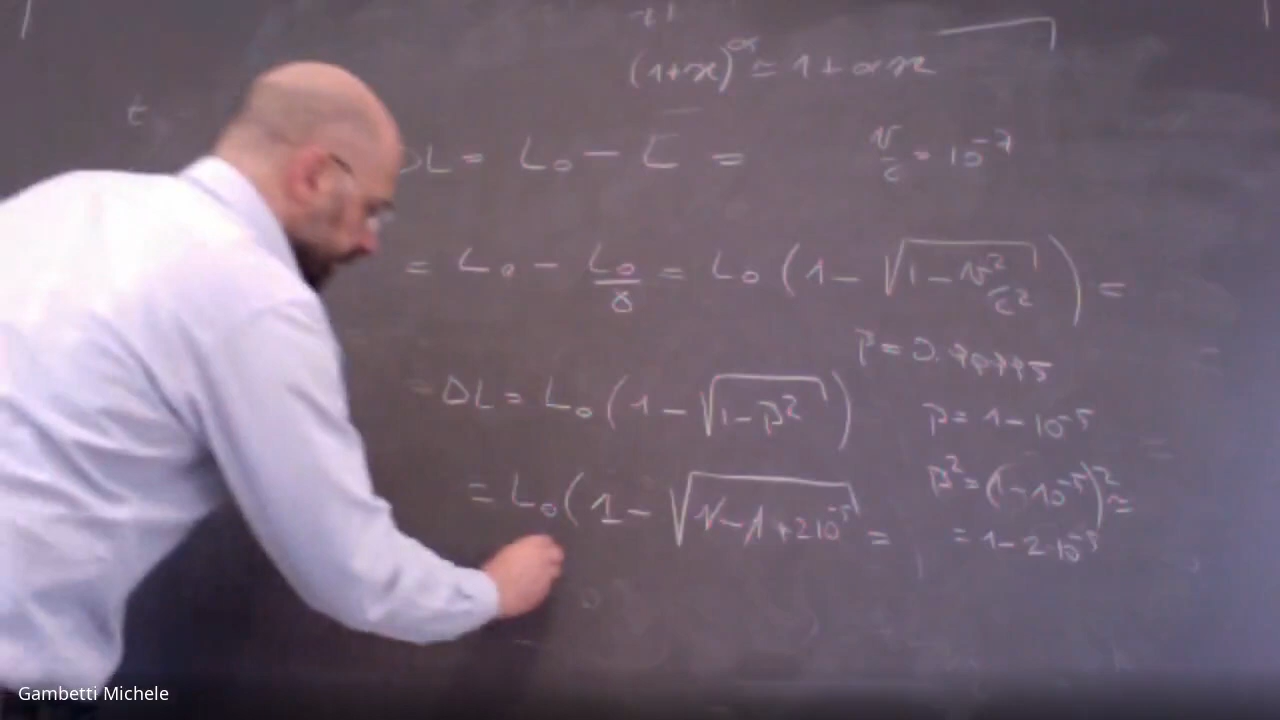 (1+x)^α ≃ 1+αx
ΔL = L₀ − L =
v/c = 10⁻⁷
= L₀ − L₀/γ = L₀ (1 − √(1 − v²/c²)) =
β = 0.99995
ΔL = L₀ (1 − √(1−β²))
β = 1 − 10⁻⁵
= L₀ (1 − √(1−1+2 10⁻⁵ =
β² = (1−10⁻⁵)² ≃
= 1 − 2·10⁻⁵
Gambetti Michele